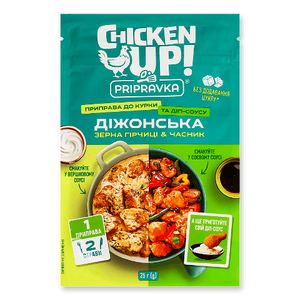 CHICKEN
UP!
PRIPRAVKA
БЕЗ ДОДАВАННЯ
ЦУКРУ*
ПРИПРАВА ДО КУРКИ ТА ДІП-СОУСУ
ДІЖОНСЬКА
ЗЕРНА ГІРЧИЦІ & ЧАСНИК
СМАКУЙТЕ
У ВЕРШКОВОМУ
СОУСІ
СМАКУЙТЕ
У СОЄВОМУ СОУСІ
1
ПРИПРАВА
2
СТРАВИ
А ЩЕ ПРИГОТУЙТЕ
СВІЙ ДІП-СОУС
25 г (g)